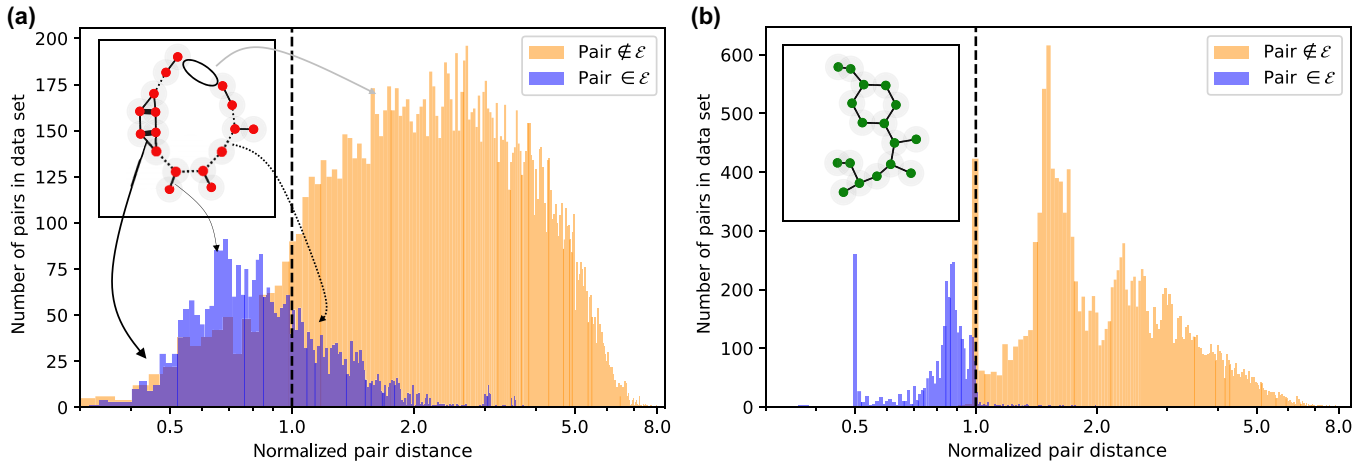 (a)
Number of pairs in data set
200
175
150
125
100
75
50
25
0
Pair ∉ ℰ
Pair ∈ ℰ
0.5
1.0
2.0
5.0
8.0
Normalized pair distance
(b)
Number of pairs in data set
600
500
400
300
200
100
0
Pair ∉ ℰ
Pair ∈ ℰ
0.5
1.0
2.0
5.0
8.0
Normalized pair distance